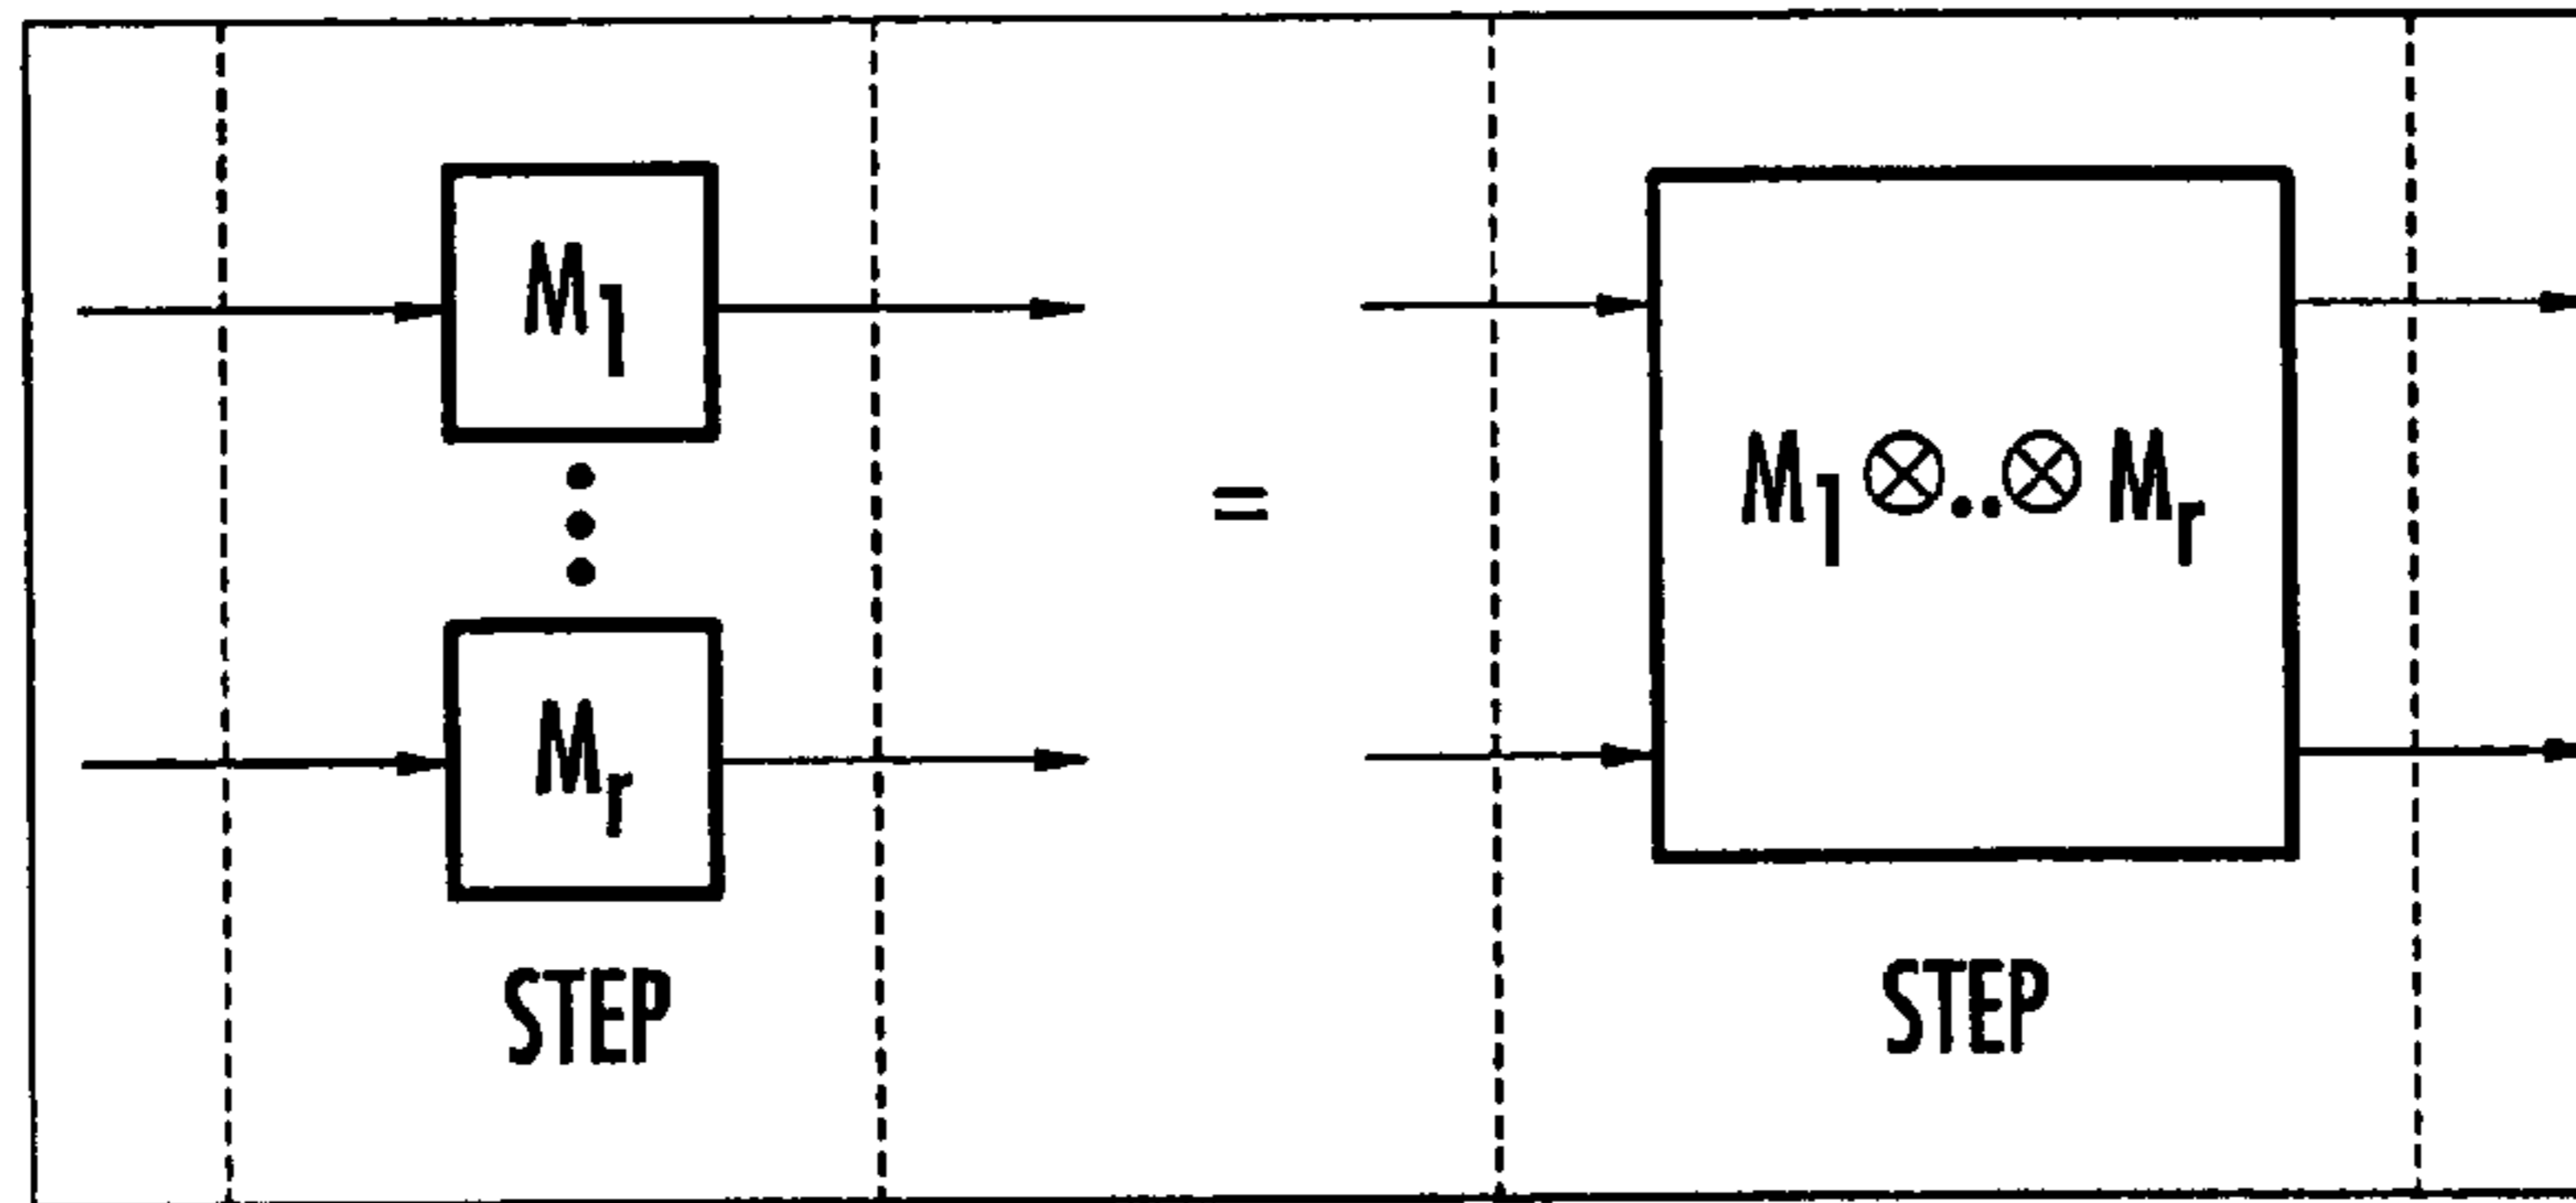 M₁
=
M₁⊗..⊗Mᵣ
Mᵣ
STEP
STEP